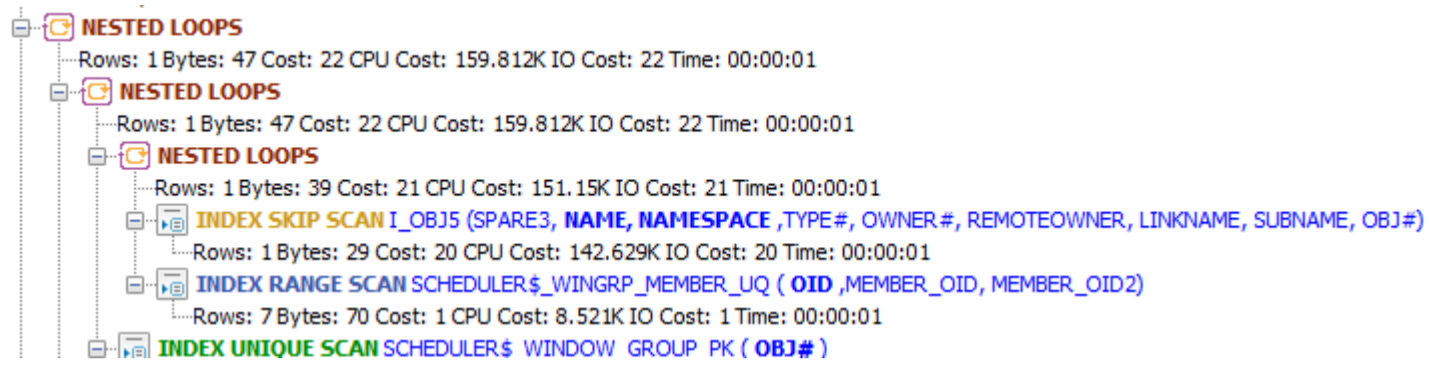 NESTED LOOPS
Rows: 1 Bytes: 47 Cost: 22 CPU Cost: 159.812K IO Cost: 22 Time: 00:00:01
NESTED LOOPS
Rows: 1 Bytes: 47 Cost: 22 CPU Cost: 159.812K IO Cost: 22 Time: 00:00:01
NESTED LOOPS
Rows: 1 Bytes: 39 Cost: 21 CPU Cost: 151.15K IO Cost: 21 Time: 00:00:01
INDEX SKIP SCAN I_OBJ5 (SPARE3, NAME, NAMESPACE ,TYPE#, OWNER#, REMOTEOWNER, LINKNAME, SUBNAME, OBJ#)
Rows: 1 Bytes: 29 Cost: 20 CPU Cost: 142.629K IO Cost: 20 Time: 00:00:01
INDEX RANGE SCAN SCHEDULER$_WINGRP_MEMBER_UQ ( OID ,MEMBER_OID, MEMBER_OID2)
Rows: 7 Bytes: 70 Cost: 1 CPU Cost: 8.521K IO Cost: 1 Time: 00:00:01
INDEX UNIQUE SCAN SCHEDULER$_WINDOW_GROUP_PK ( OBJ# )